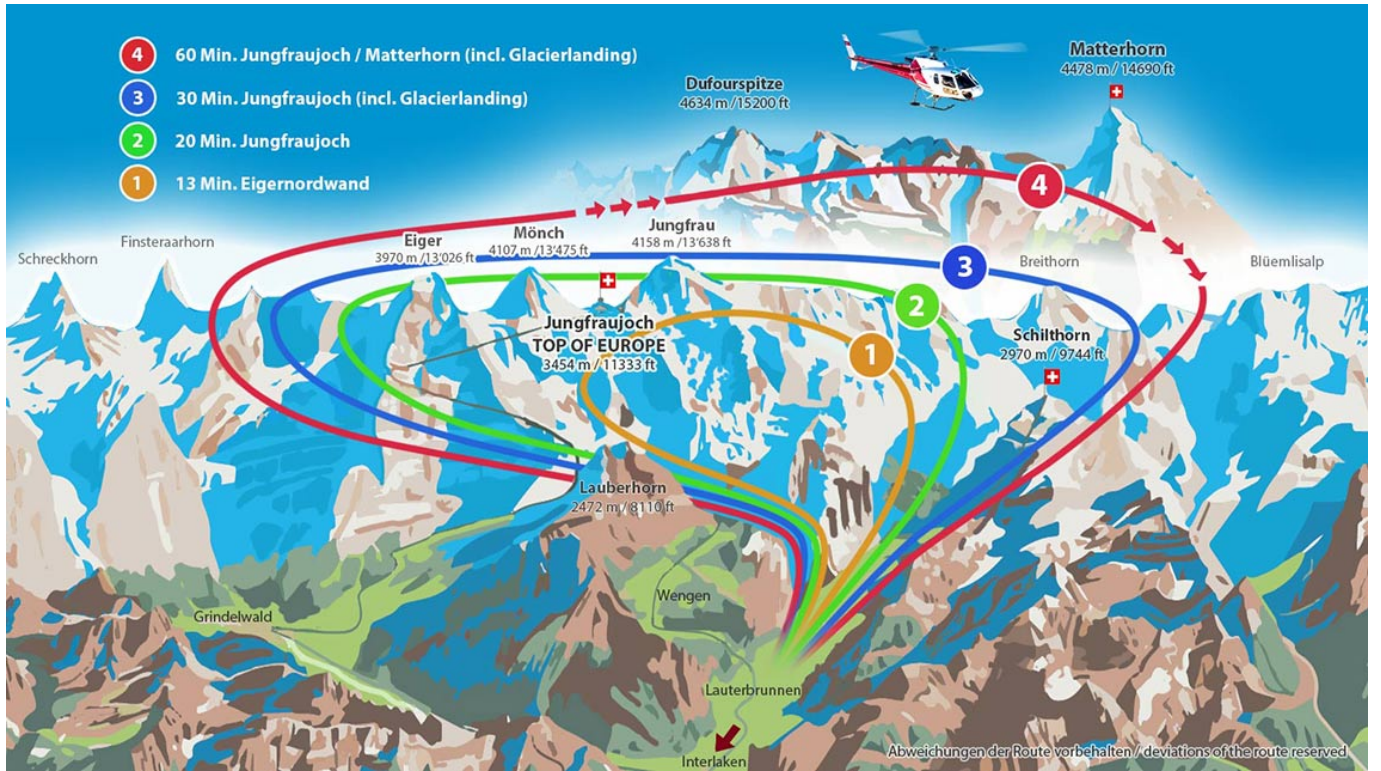 4 60 Min. Jungfraujoch / Matterhorn (incl. Glacierlanding)
3 30 Min. Jungfraujoch (incl. Glacierlanding)
2 20 Min. Jungfraujoch
1 13 Min. Eigernordwand
Matterhorn
4478 m / 14690 ft
Dufourspitze
4634 m /15200 ft
4
Schreckhorn
Finsteraarhorn
Eiger
3970 m /13'026 ft
Mönch
4107 m /13'475 ft
Jungfrau
4158 m /13'638 ft
3
Breithorn
Blüemlisalp
2
Jungfraujoch
TOP OF EUROPE
3454 m / 11333 ft
1
Schilthorn
2970 m / 9744 ft
Lauberhorn
2472 m / 8110 ft
Grindelwald
Wengen
Lauterbrunnen
Interlaken
Abweichungen der Route vorbehalten / deviations of the route reserved